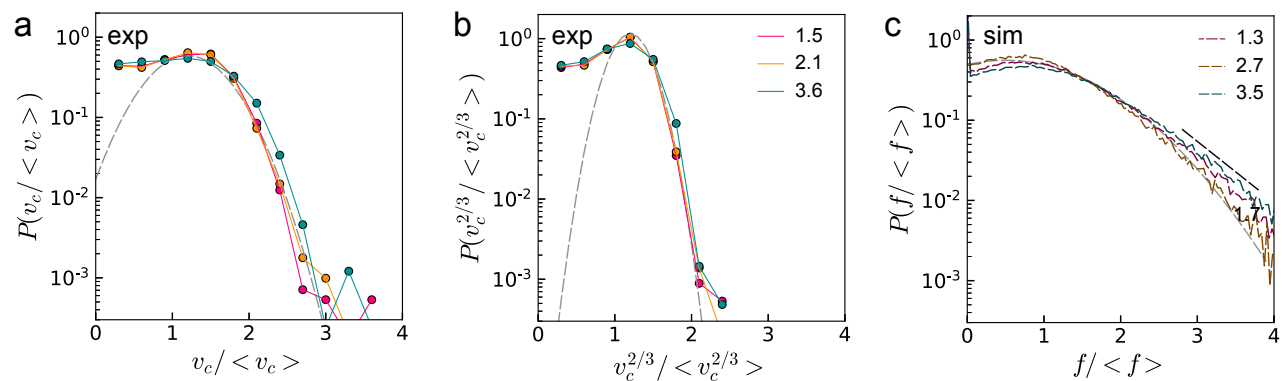 a
exp
10^0
10^-1
10^-2
10^-3
P(v_c/ < v_c >)
0 1 2 3 4
v_c/ < v_c >
b
exp
1.5
2.1
3.6
10^0
10^-1
10^-2
10^-3
P(v_c^{2/3}/ < v_c^{2/3} >)
0 1 2 3 4
v_c^{2/3}/ < v_c^{2/3} >
c
sim
1.3
2.7
3.5
10^0
10^-1
10^-2
10^-3
P(f/ < f >)
1.7
0 1 2 3 4
f/ < f >